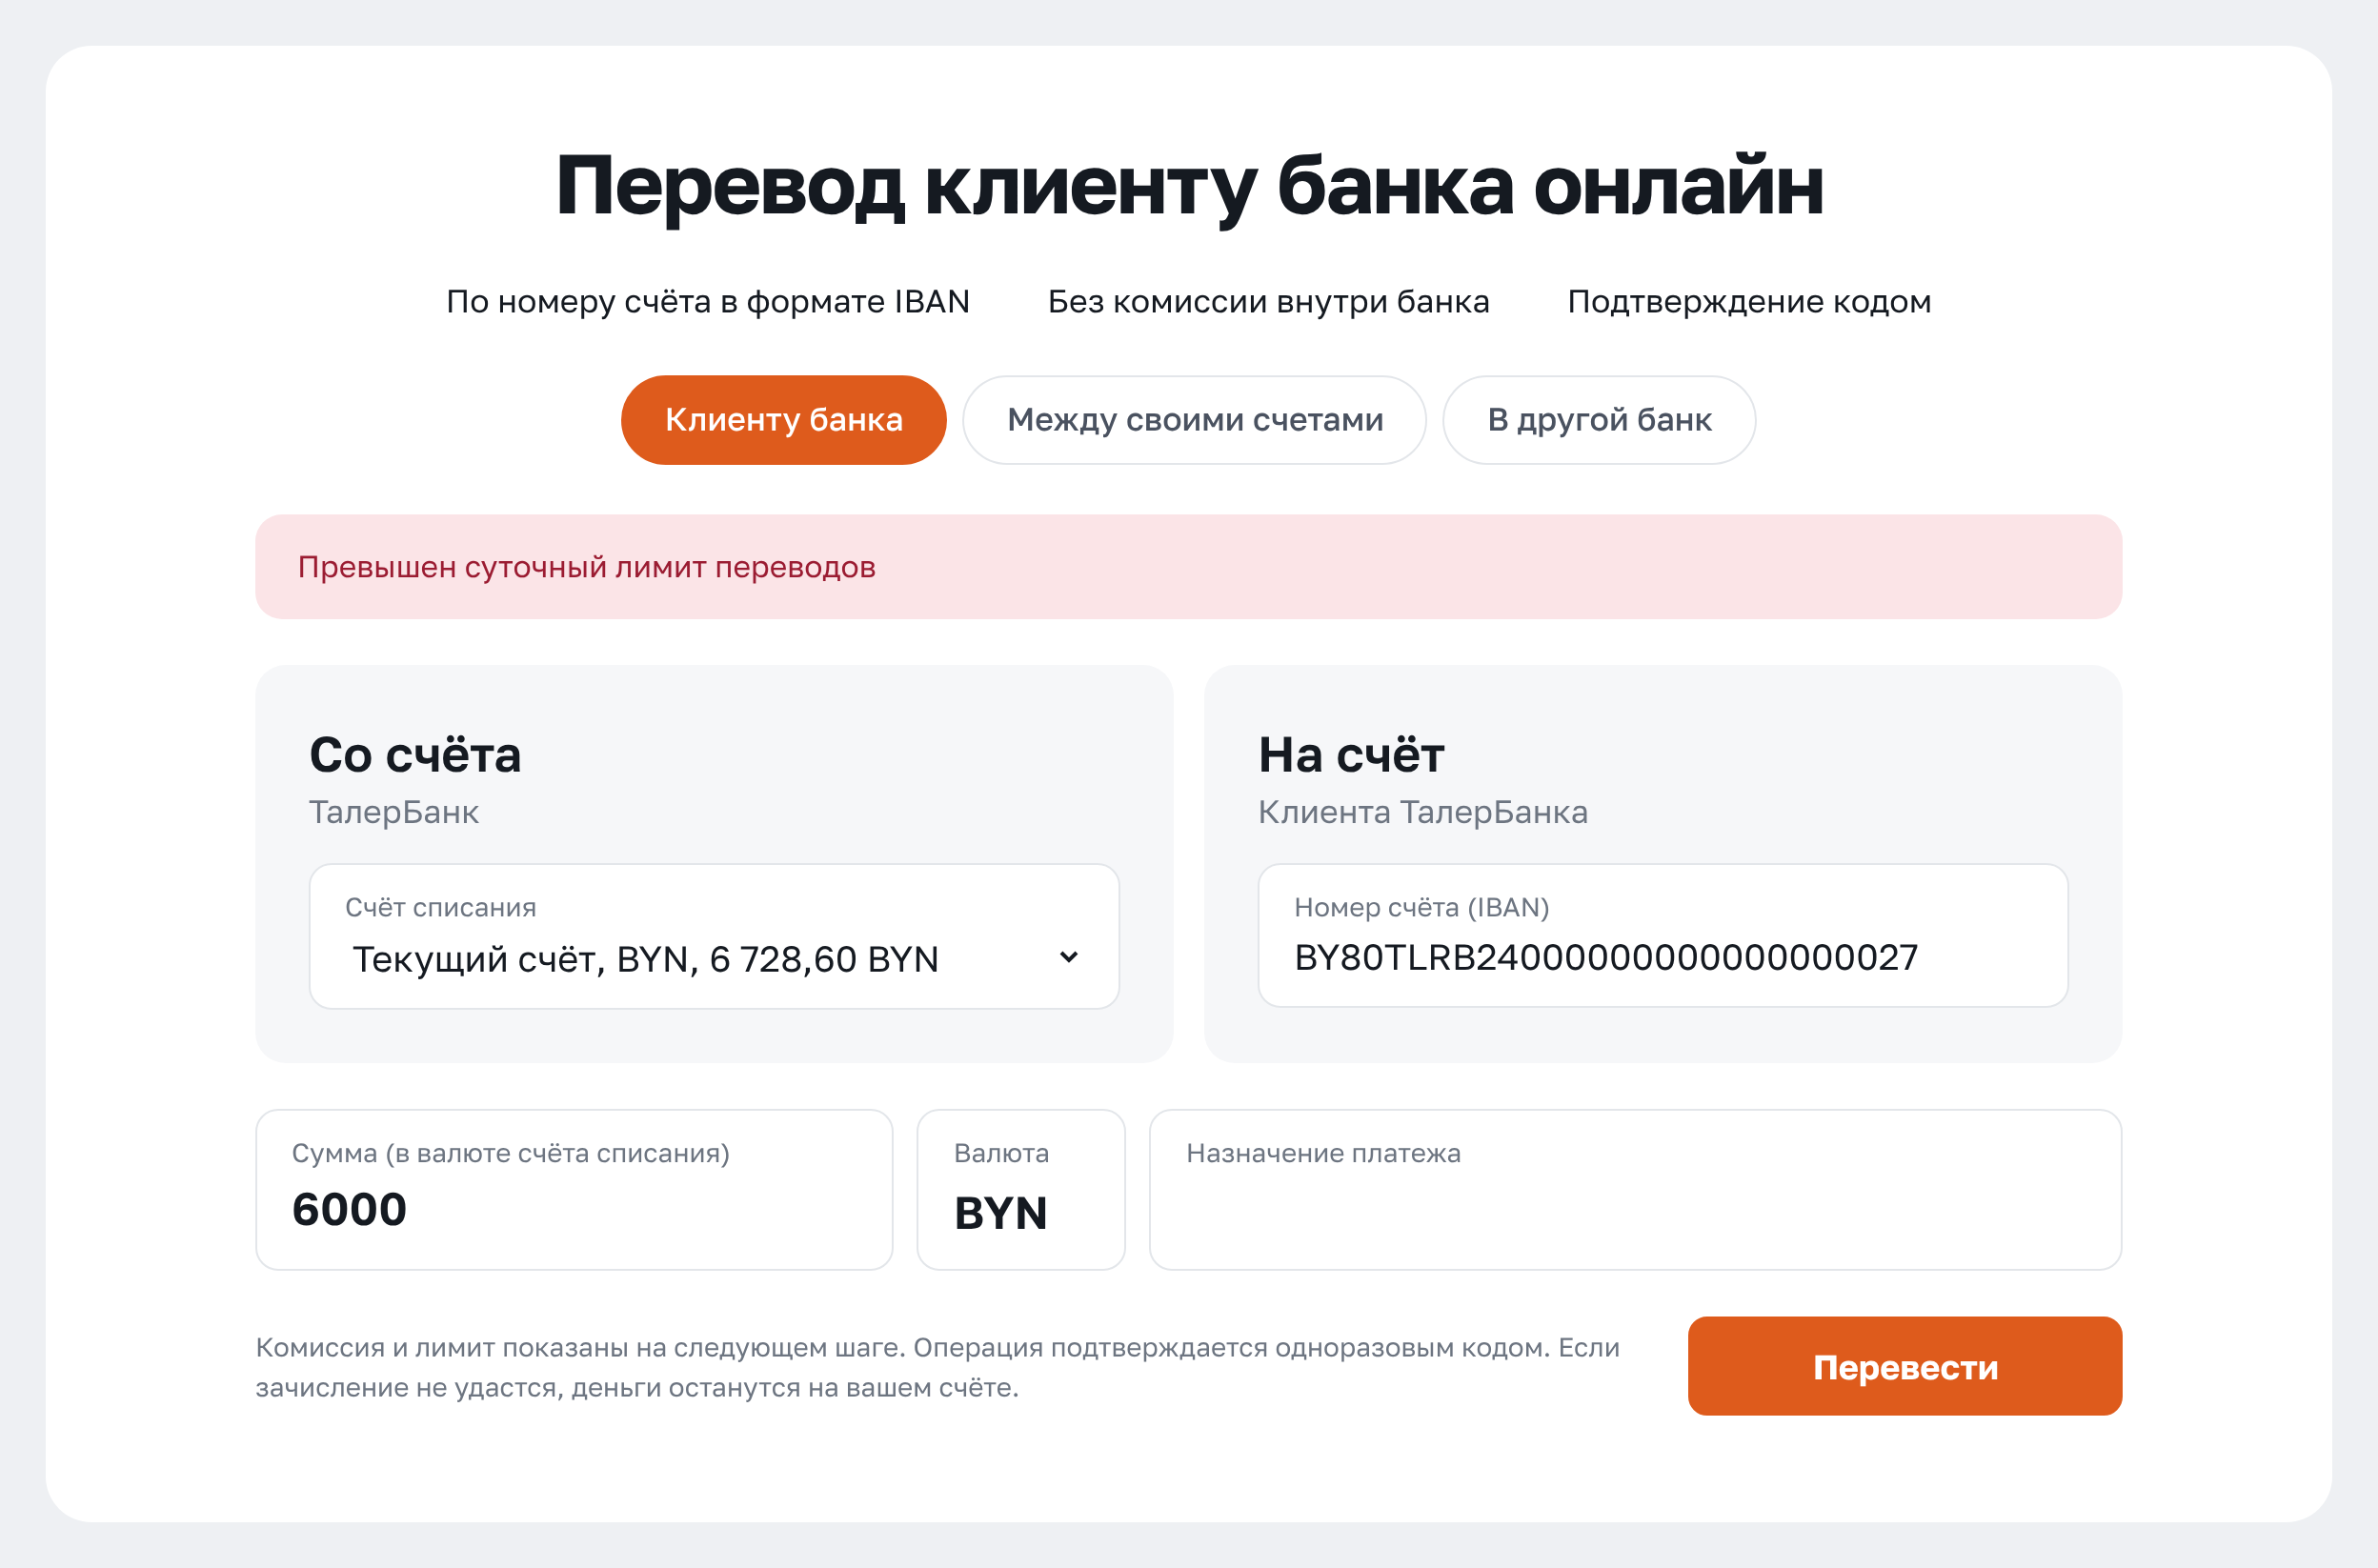 Перевод клиенту банка онлайн
По номеру счёта в формате IBAN Без комиссии внутри банка Подтверждение кодом
Клиенту банка Между своими счетами В другой банк
Превышен суточный лимит переводов
Со счёта
ТалерБанк
Счёт списания
Текущий счёт, BYN, 6 728,60 BYN
На счёт
Клиента ТалерБанка
Номер счёта (IBAN)
BY80TLRB24000000000000000027
Сумма (в валюте счёта списания)
6000
Валюта
BYN
Назначение платежа
Комиссия и лимит показаны на следующем шаге. Операция подтверждается одноразовым кодом. Если
зачисление не удастся, деньги останутся на вашем счёте.
Перевести